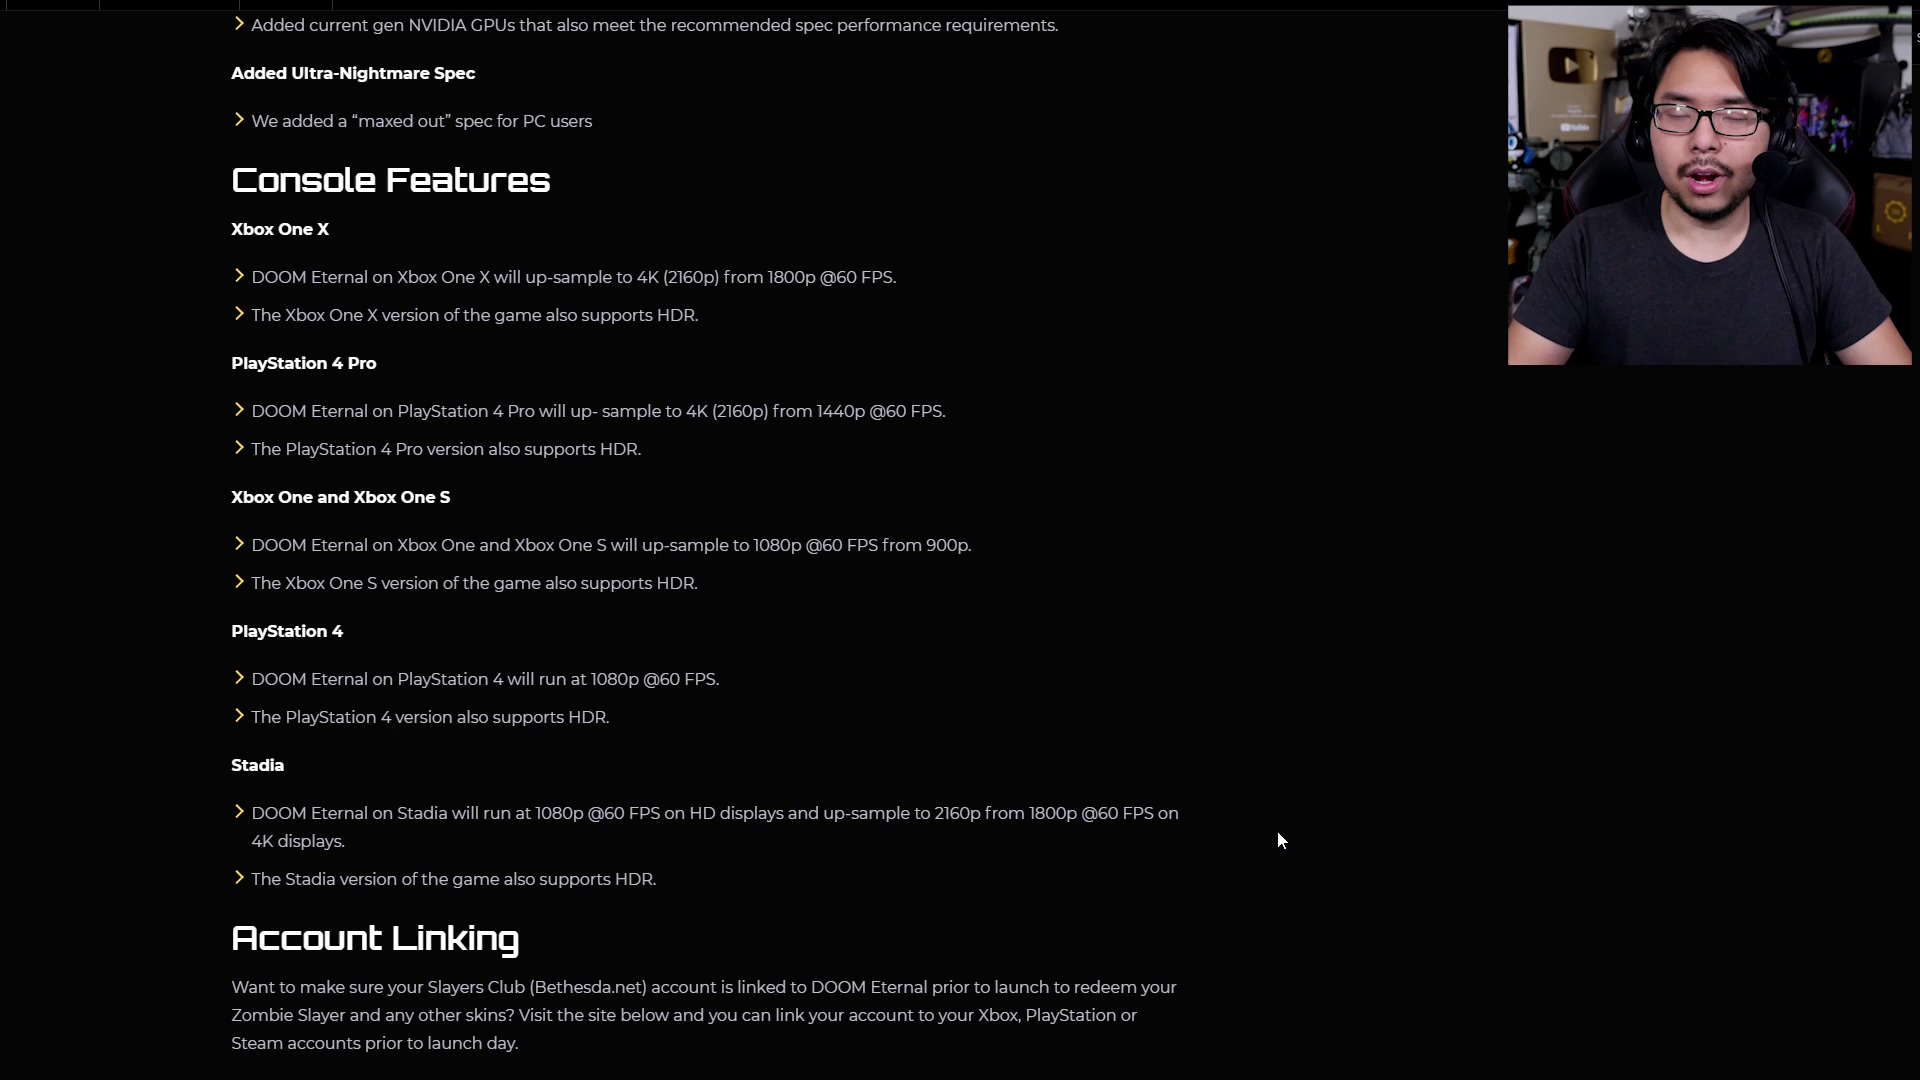 Added current gen NVIDIA GPUs that also meet the recommended spec performance requirements.
Added Ultra-Nightmare Spec
We added a “maxed out” spec for PC users
Console Features
Xbox One X
DOOM Eternal on Xbox One X will up-sample to 4K (2160p) from 1800p @60 FPS.
The Xbox One X version of the game also supports HDR.
PlayStation 4 Pro
DOOM Eternal on PlayStation 4 Pro will up- sample to 4K (2160p) from 1440p @60 FPS.
The PlayStation 4 Pro version also supports HDR.
Xbox One and Xbox One S
DOOM Eternal on Xbox One and Xbox One S will up-sample to 1080p @60 FPS from 900p.
The Xbox One S version of the game also supports HDR.
PlayStation 4
DOOM Eternal on PlayStation 4 will run at 1080p @60 FPS.
The PlayStation 4 version also supports HDR.
Stadia
DOOM Eternal on Stadia will run at 1080p @60 FPS on HD displays and up-sample to 2160p from 1800p @60 FPS on
4K displays.
The Stadia version of the game also supports HDR.
Account Linking
Want to make sure your Slayers Club (Bethesda.net) account is linked to DOOM Eternal prior to launch to redeem your
Zombie Slayer and any other skins? Visit the site below and you can link your account to your Xbox, PlayStation or
Steam accounts prior to launch day.
YouTube